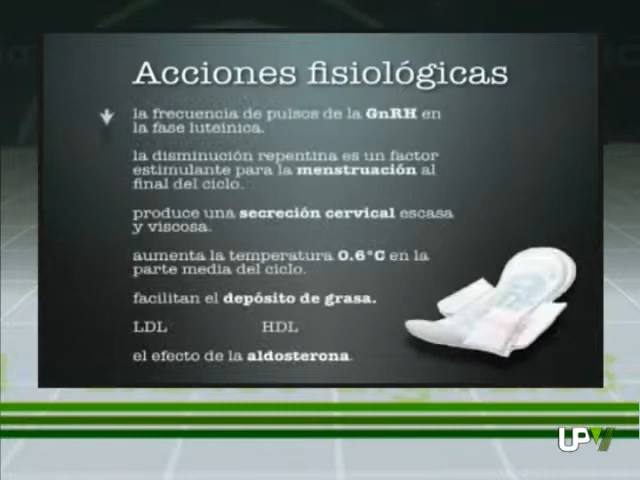 Acciones fisiológicas
la frecuencia de pulsos de la GnRH en
la fase luteínica.
la disminución repentina es un factor
estimulante para la menstruación al
final del ciclo.
produce una secreción cervical escasa
y viscosa.
aumenta la temperatura 0.6°C en la
parte media del ciclo.
facilitan el depósito de grasa.
LDL HDL
el efecto de la aldosterona.
UPV